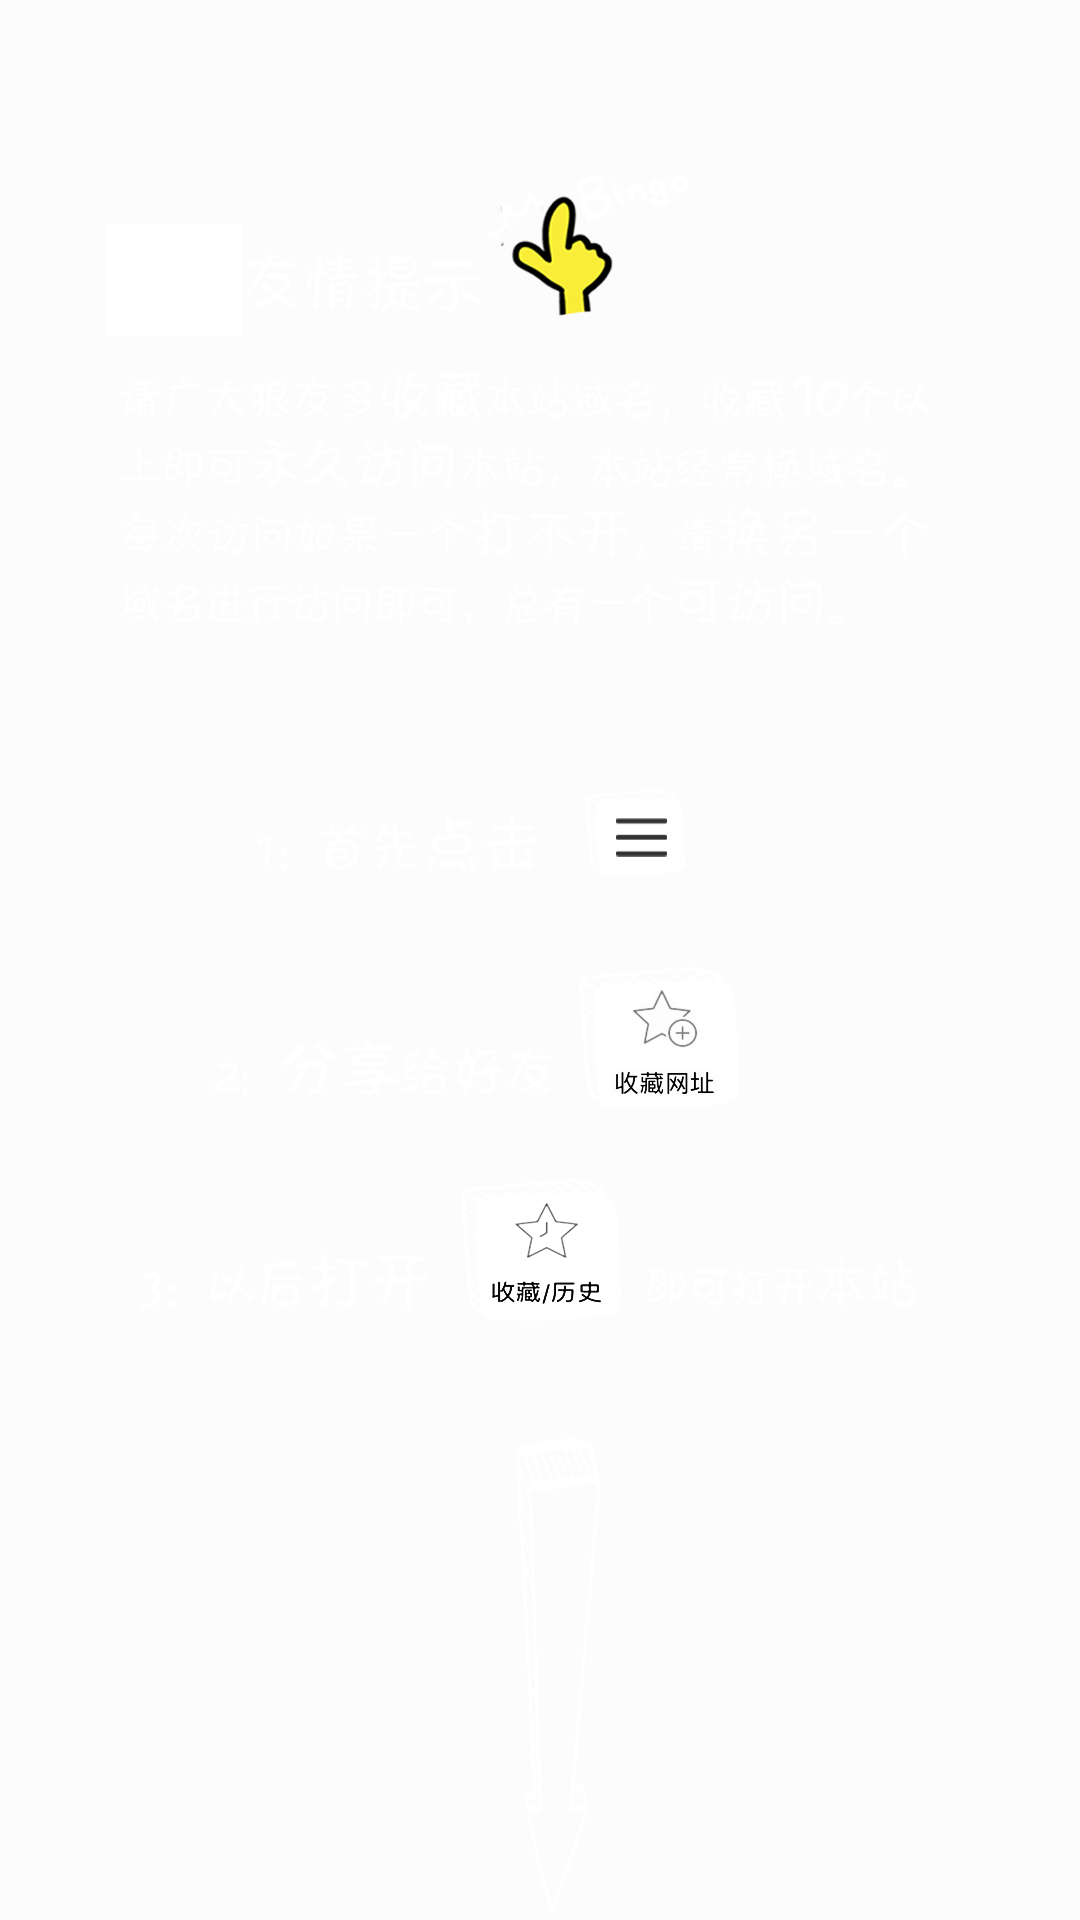 Bingo
友情提示
请广大狼友多收藏本站域名，收藏10个以
上即可永久访问本站，本站经常换域名。
每次访问如果一个打不开，请换另一个
域名进行访问即可，总有一个可访问。
1：首先点击
2：分享给好友
收藏网址
3：以后打开 收藏/历史 即可打开本站